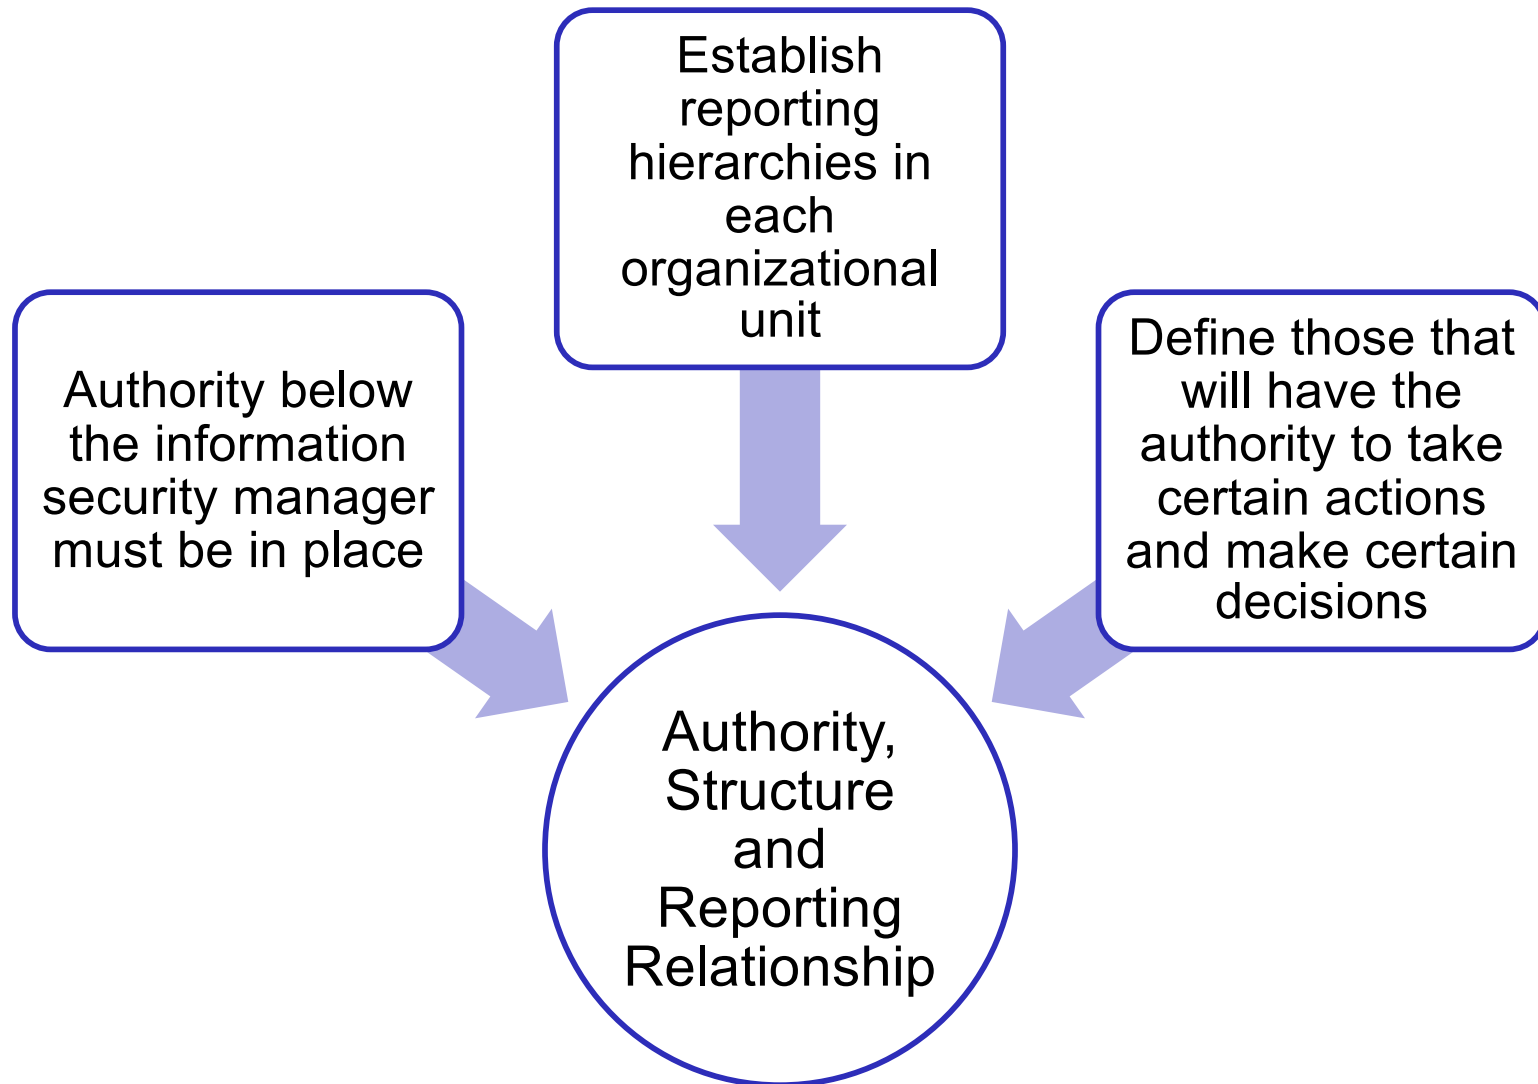 Establish
reporting
hierarchies in
each
organizational
unit
Authority below
the information
security manager
must be in place
Define those that
will have the
authority to take
certain actions
and make certain
decisions
Authority,
Structure
and
Reporting
Relationship